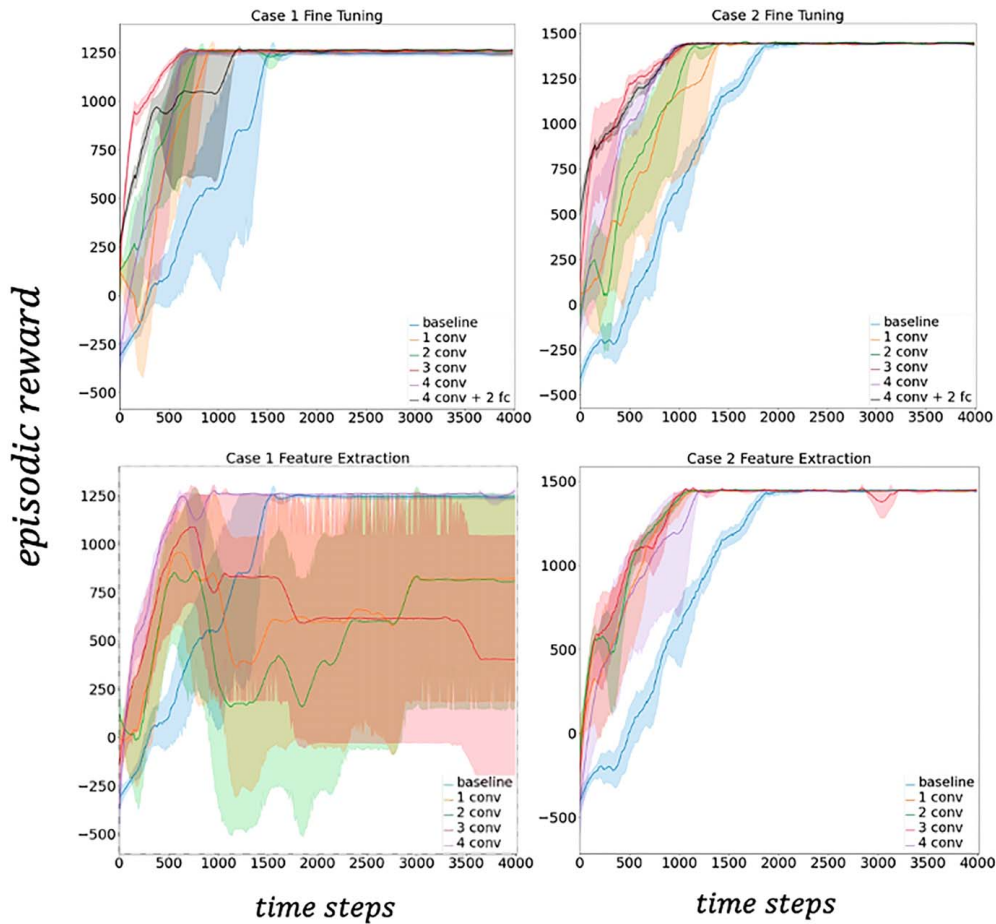 Case 1 Fine Tuning
1250
1000
750
500
250
0
−250
−500
0 500 1000 1500 2000 2500 3000 3500 4000
baseline
1 conv
2 conv
3 conv
4 conv
4 conv + 2 fc
Case 2 Fine Tuning
1500
1250
1000
750
500
250
0
−250
−500
0 500 1000 1500 2000 2500 3000 3500 4000
baseline
1 conv
2 conv
3 conv
4 conv
4 conv + 2 fc
episodic reward
Case 1 Feature Extraction
1250
1000
750
500
250
0
−250
−500
0 500 1000 1500 2000 2500 3000 3500 4000
baseline
1 conv
2 conv
3 conv
4 conv
time steps
Case 2 Feature Extraction
1500
1000
500
0
−500
0 500 1000 1500 2000 2500 3000 3500 4000
baseline
1 conv
2 conv
3 conv
4 conv
time steps